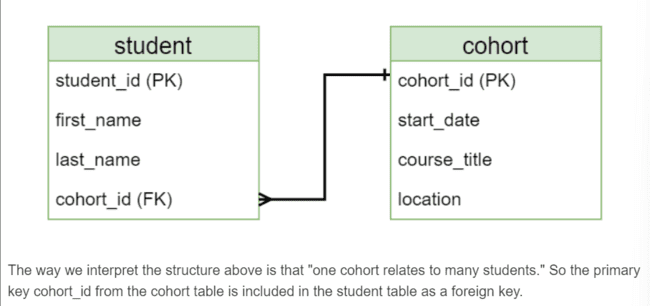 student
student_id (PK)
first_name
last_name
cohort_id (FK)
cohort
cohort_id (PK)
start_date
course_title
location
The way we interpret the structure above is that "one cohort relates to many students." So the primary
key cohort_id from the cohort table is included in the student table as a foreign key.